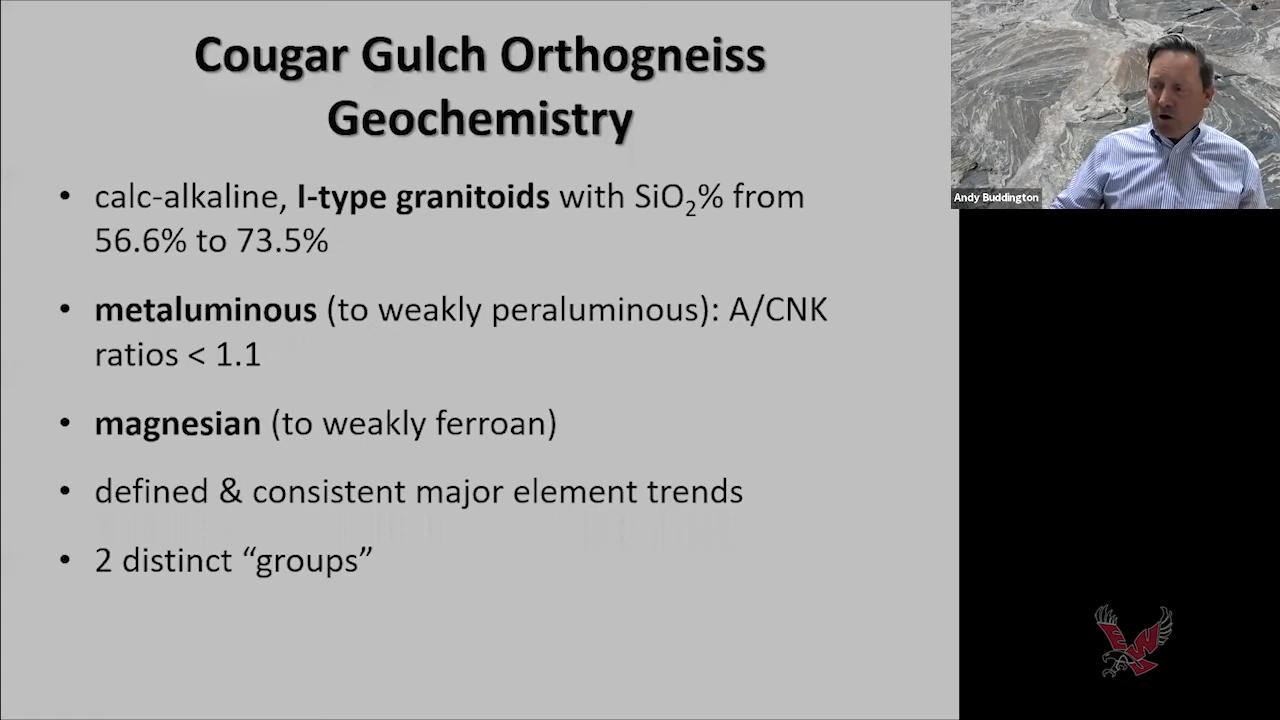 Cougar Gulch Orthogneiss
Geochemistry
• calc-alkaline, I-type granitoids with SiO₂% from
56.6% to 73.5%
• metaluminous (to weakly peraluminous): A/CNK
ratios < 1.1
• magnesian (to weakly ferroan)
• defined & consistent major element trends
• 2 distinct “groups”
Andy Buddington
EWU